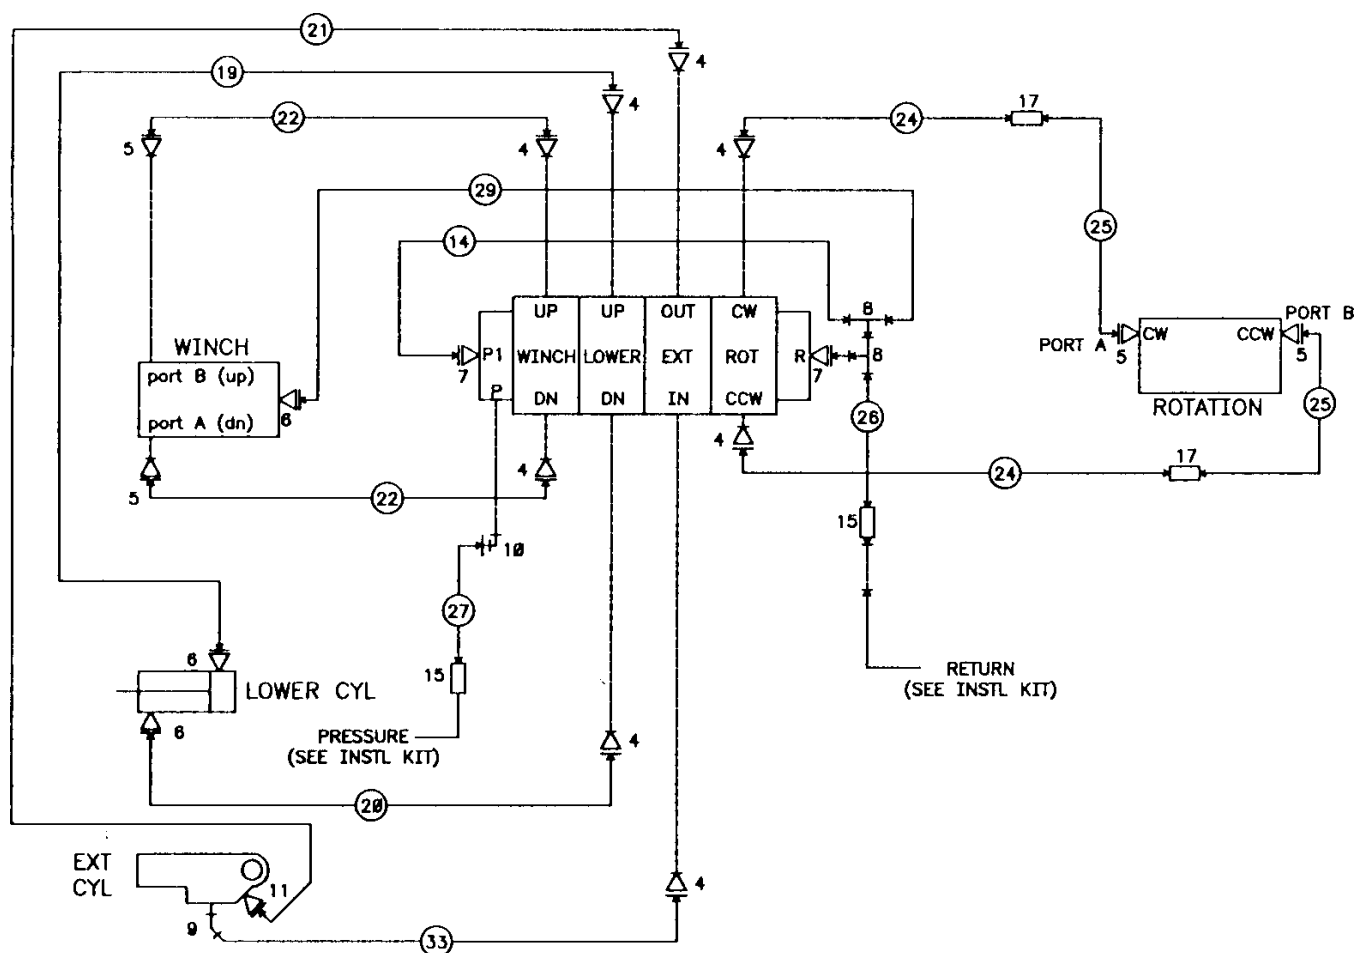 21
4
19
4
22
5
4
24
17
4
29
25
14
UP
UP
OUT
CW
8
PORT B
WINCH
P1
WINCH
LOWER
EXT
ROT
R
8
PORT A
5
CW
CCW
5
7
7
port B (up)
P
DN
DN
IN
CCW
ROTATION
25
port A (dn)
6
26
4
5
4
17
22
24
15
10
27
6
15
LOWER CYL
RETURN
(SEE INSTL KIT)
6
PRESSURE
(SEE INSTL KIT)
4
20
EXT
CYL
11
4
9
33